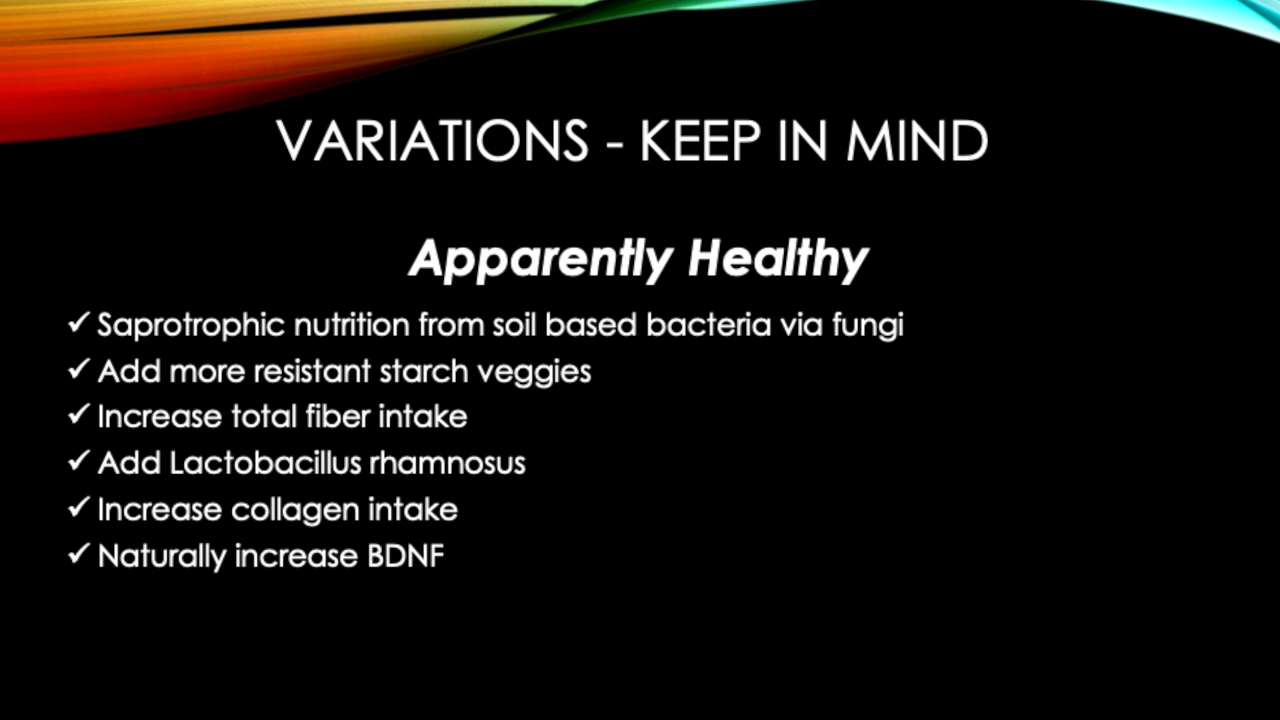 VARIATIONS - KEEP IN MIND
Apparently Healthy
✓ Saprotrophic nutrition from soil based bacteria via fungi
✓ Add more resistant starch veggies
✓ Increase total fiber intake
✓ Add Lactobacillus rhamnosus
✓ Increase collagen intake
✓ Naturally increase BDNF